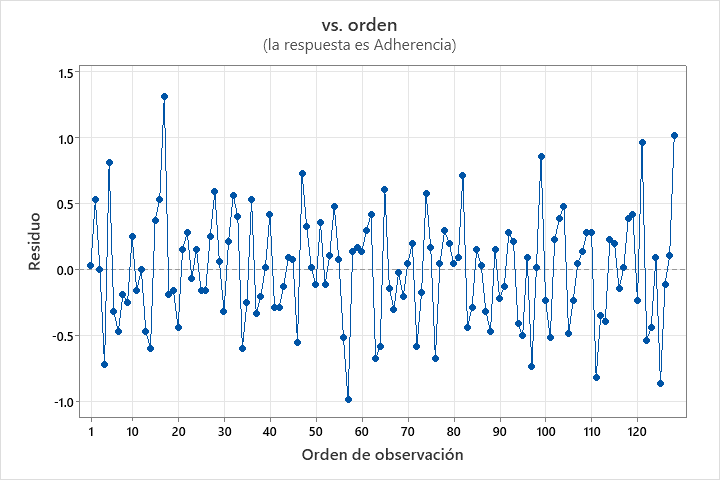 vs. orden
(la respuesta es Adherencia)
1.5
1.0
0.5
0.0
-0.5
-1.0
Residuo
1 10 20 30 40 50 60 70 80 90 100 110 120
Orden de observación